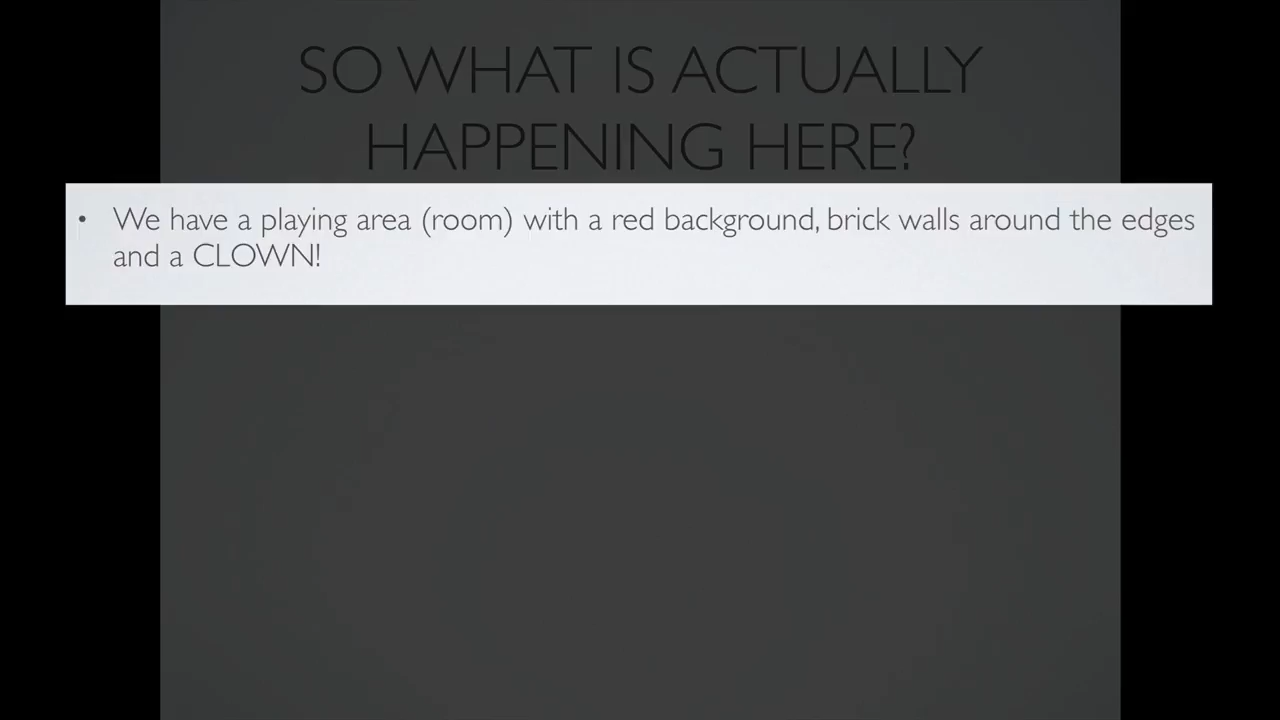 SO WHAT IS ACTUALLY
HAPPENING HERE?
• We have a playing area (room) with a red background, brick walls around the edges
and a CLOWN!